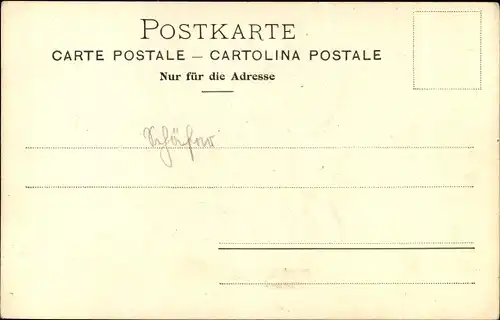 POSTKARTE
CARTE POSTALE – CARTOLINA POSTALE
Nur für die Adresse